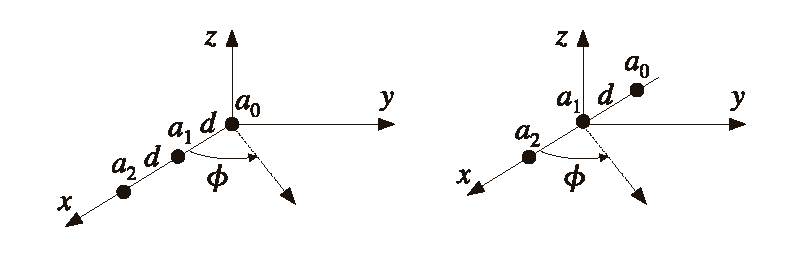 z z
a₀ y a₁ d a₀ y
a₁ d a₂
a₂ d ϕ x ϕ
x